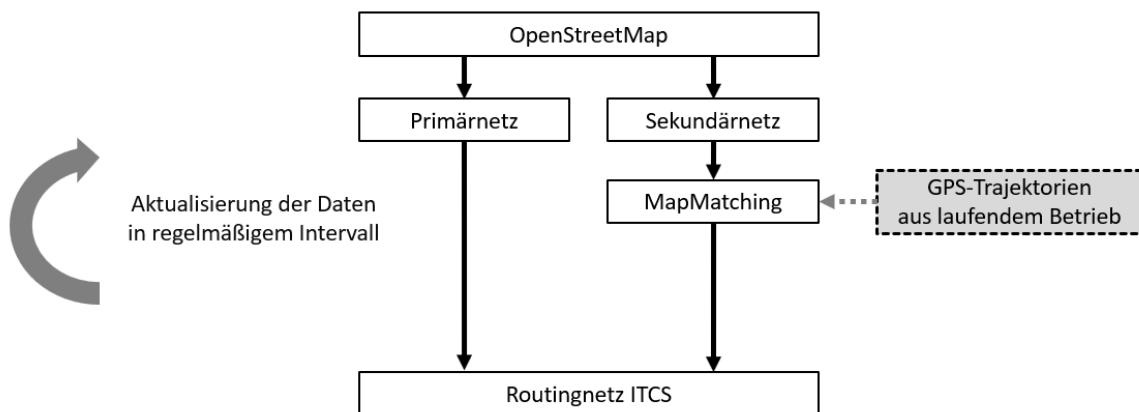 OpenStreetMap
Primärnetz
Sekundärnetz
MapMatching
GPS-Trajektorien
aus laufendem Betrieb
Aktualisierung der Daten
in regelmäßigem Intervall
Routingnetz ITCS